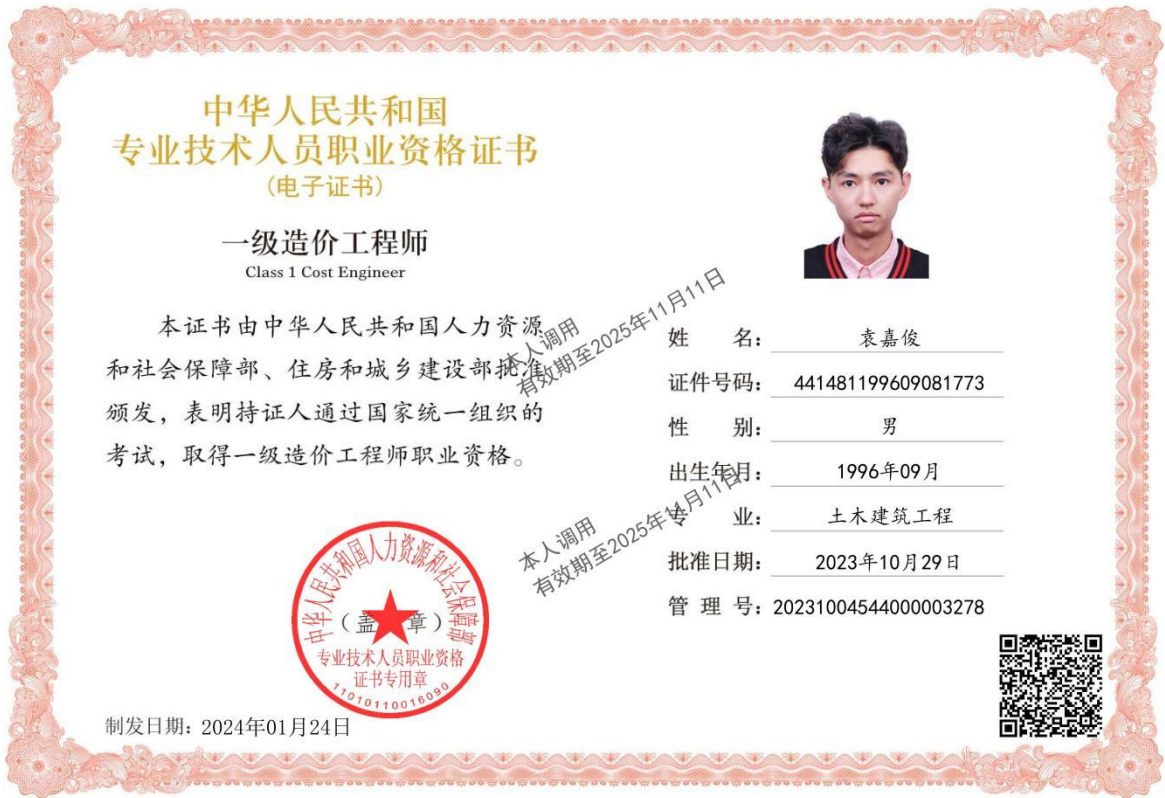 中华人民共和国
专业技术人员职业资格证书
(电子证书)
一级造价工程师
Class 1 Cost Engineer
本证书由中华人民共和国人力资源
和社会保障部、住房和城乡建设部批准
颁发，表明持证人通过国家统一组织的
考试，取得一级造价工程师职业资格。
中华人民共和国人力资源和社会保障部
（盖章）
专业技术人员职业资格
证书专用章
11010110016090
制发日期：2024年01月24日
本人调用
有效期至2025年11月11日
本人调用
有效期至2025年11月11日
姓名：袁嘉俊
证件号码：441481199609081773
性别：男
出生年月：1996年09月
专业：土木建筑工程
批准日期：2023年10月29日
管理号：20231004544000003278